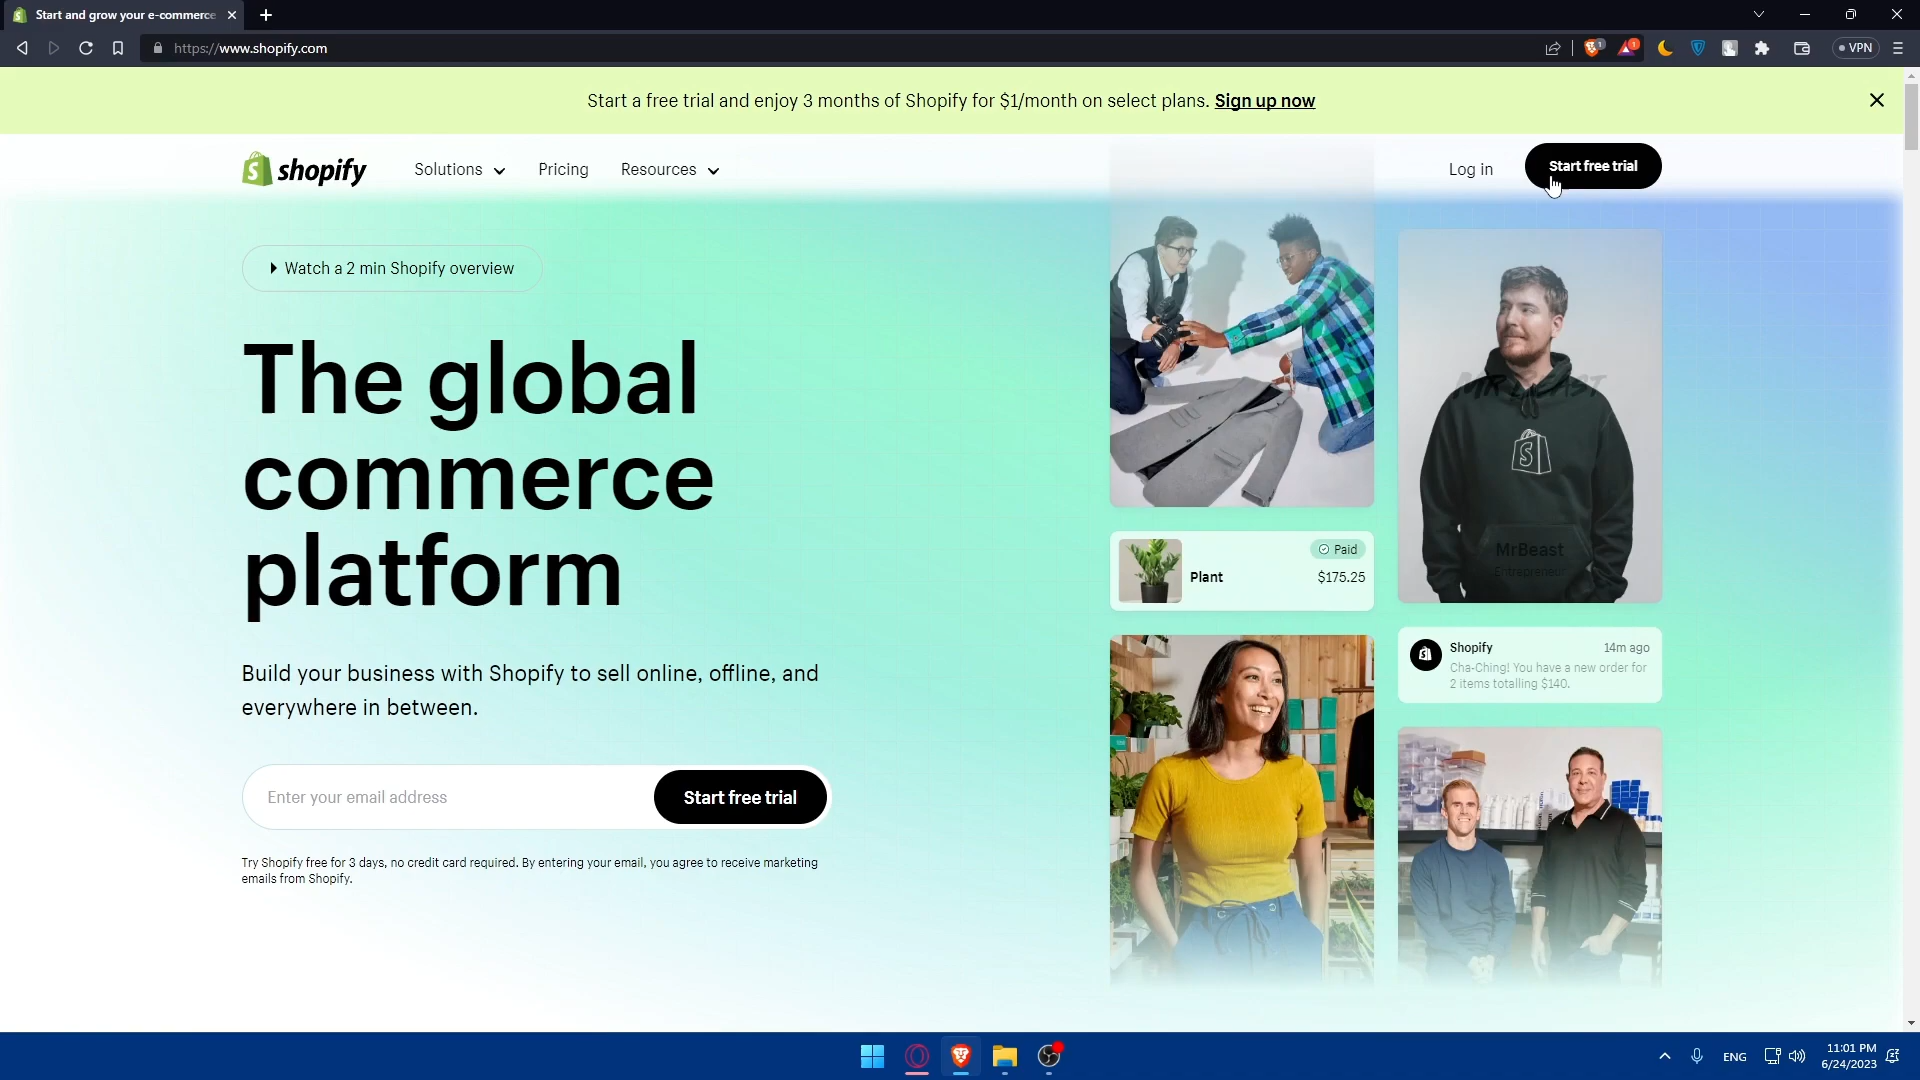 Start and grow your e-commerce
https://www.shopify.com
1
1
VPN
Start a free trial and enjoy 3 months of Shopify for $1/month on select plans. Sign up now
shopify
Solutions
Pricing
Resources
Log in
Start free trial
Watch a 2 min Shopify overview
The global
commerce
platform
Build your business with Shopify to sell online, offline, and
everywhere in between.
Enter your email address
Start free trial
Try Shopify free for 3 days, no credit card required. By entering your email, you agree to receive marketing
emails from Shopify.
Paid
Plant
$175.25
MR BEAST
MrBeast
Entrepreneur
Shopify
14m ago
Cha-Ching! You have a new order for
2 items totalling $140.
ENG
11:01 PM
6/24/2023